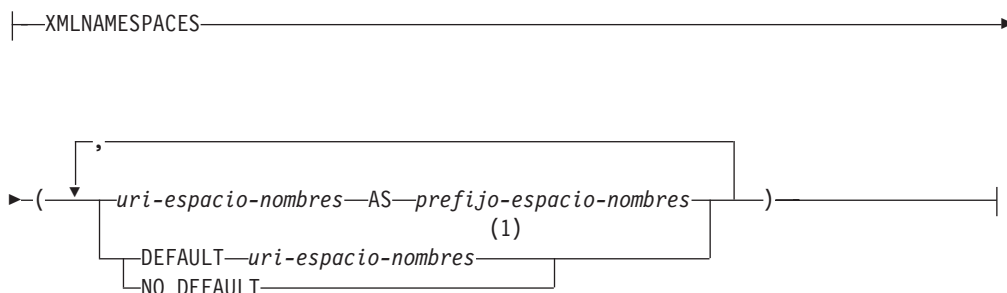 XMLNAMESPACES
,
( uri-espacio-nombres AS prefijo-espacio-nombres )
(1)
DEFAULT uri-espacio-nombres
NO DEFAULT